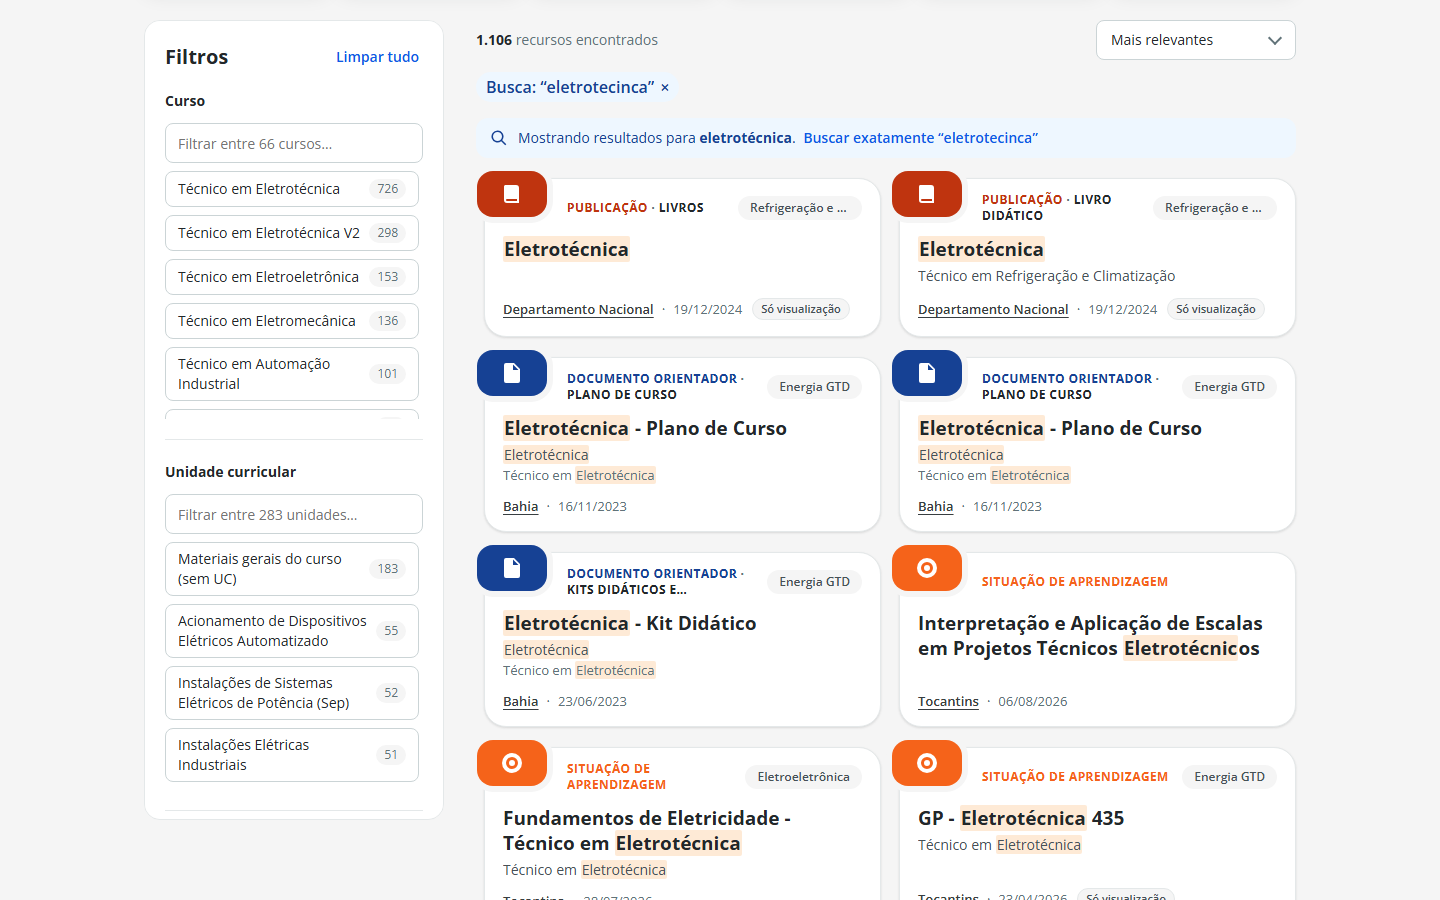 Filtros
Limpar tudo
Curso
Filtrar entre 66 cursos...
Técnico em Eletrotécnica 726
Técnico em Eletrotécnica V2 298
Técnico em Eletroeletrônica 153
Técnico em Eletromecânica 136
Técnico em Automação
Industrial
101
Unidade curricular
Filtrar entre 283 unidades...
Materiais gerais do curso
(sem UC)
183
Acionamento de Dispositivos
Elétricos Automatizado
55
Instalações de Sistemas
Elétricos de Potência (Sep)
52
Instalações Elétricas
Industriais
51
1.106 recursos encontrados
Mais relevantes
Busca: “eletrotecinca” ×
Mostrando resultados para eletrotécnica. Buscar exatamente “eletrotecinca”
PUBLICAÇÃO · LIVROS
Refrigeração e ...
Eletrotécnica
Departamento Nacional · 19/12/2024 Só visualização
PUBLICAÇÃO · LIVRO
DIDÁTICO
Refrigeração e ...
Eletrotécnica
Técnico em Refrigeração e Climatização
Departamento Nacional · 19/12/2024 Só visualização
DOCUMENTO ORIENTADOR ·
PLANO DE CURSO
Energia GTD
Eletrotécnica - Plano de Curso
Eletrotécnica
Técnico em Eletrotécnica
Bahia · 16/11/2023
DOCUMENTO ORIENTADOR ·
PLANO DE CURSO
Energia GTD
Eletrotécnica - Plano de Curso
Eletrotécnica
Técnico em Eletrotécnica
Bahia · 16/11/2023
DOCUMENTO ORIENTADOR ·
KITS DIDÁTICOS E...
Energia GTD
Eletrotécnica - Kit Didático
Eletrotécnica
Técnico em Eletrotécnica
Bahia · 23/06/2023
SITUAÇÃO DE APRENDIZAGEM
Interpretação e Aplicação de Escalas
em Projetos Técnicos Eletrotécnicos
Tocantins · 06/08/2026
SITUAÇÃO DE
APRENDIZAGEM
Eletroeletrônica
Fundamentos de Eletricidade -
Técnico em Eletrotécnica
Técnico em Eletrotécnica
Tocantins · 28/07/2026
SITUAÇÃO DE APRENDIZAGEM
Energia GTD
GP - Eletrotécnica 435
Técnico em Eletrotécnica
Tocantins · 23/04/2026 Só visualização